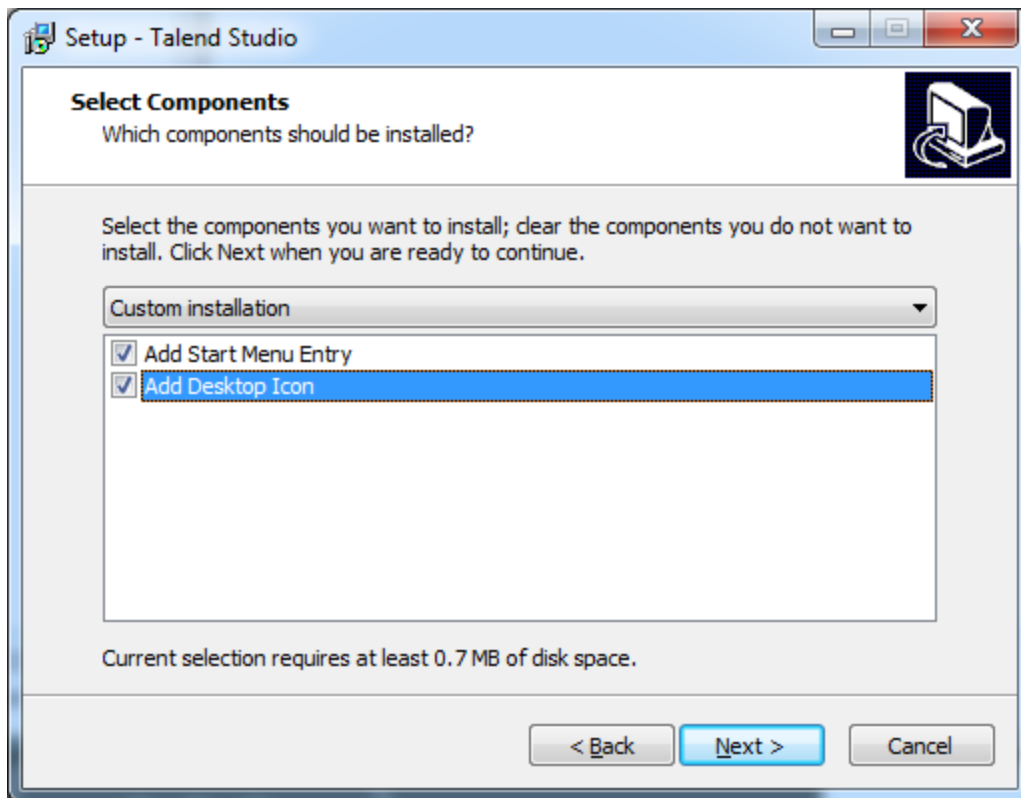 Setup - Talend Studio
Select Components
Which components should be installed?
Select the components you want to install; clear the components you do not want to
install. Click Next when you are ready to continue.
Custom installation
Add Start Menu Entry
Add Desktop Icon
Current selection requires at least 0.7 MB of disk space.
< Back
Next >
Cancel